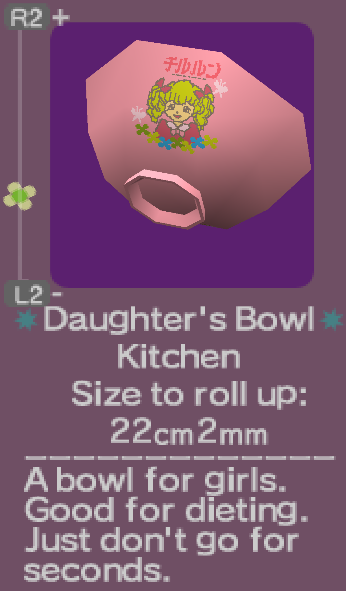 R2 +
チルルン
L2 -
Daughter's Bowl
Kitchen
Size to roll up:
22cm2mm
A bowl for girls.
Good for dieting.
Just don't go for
seconds.